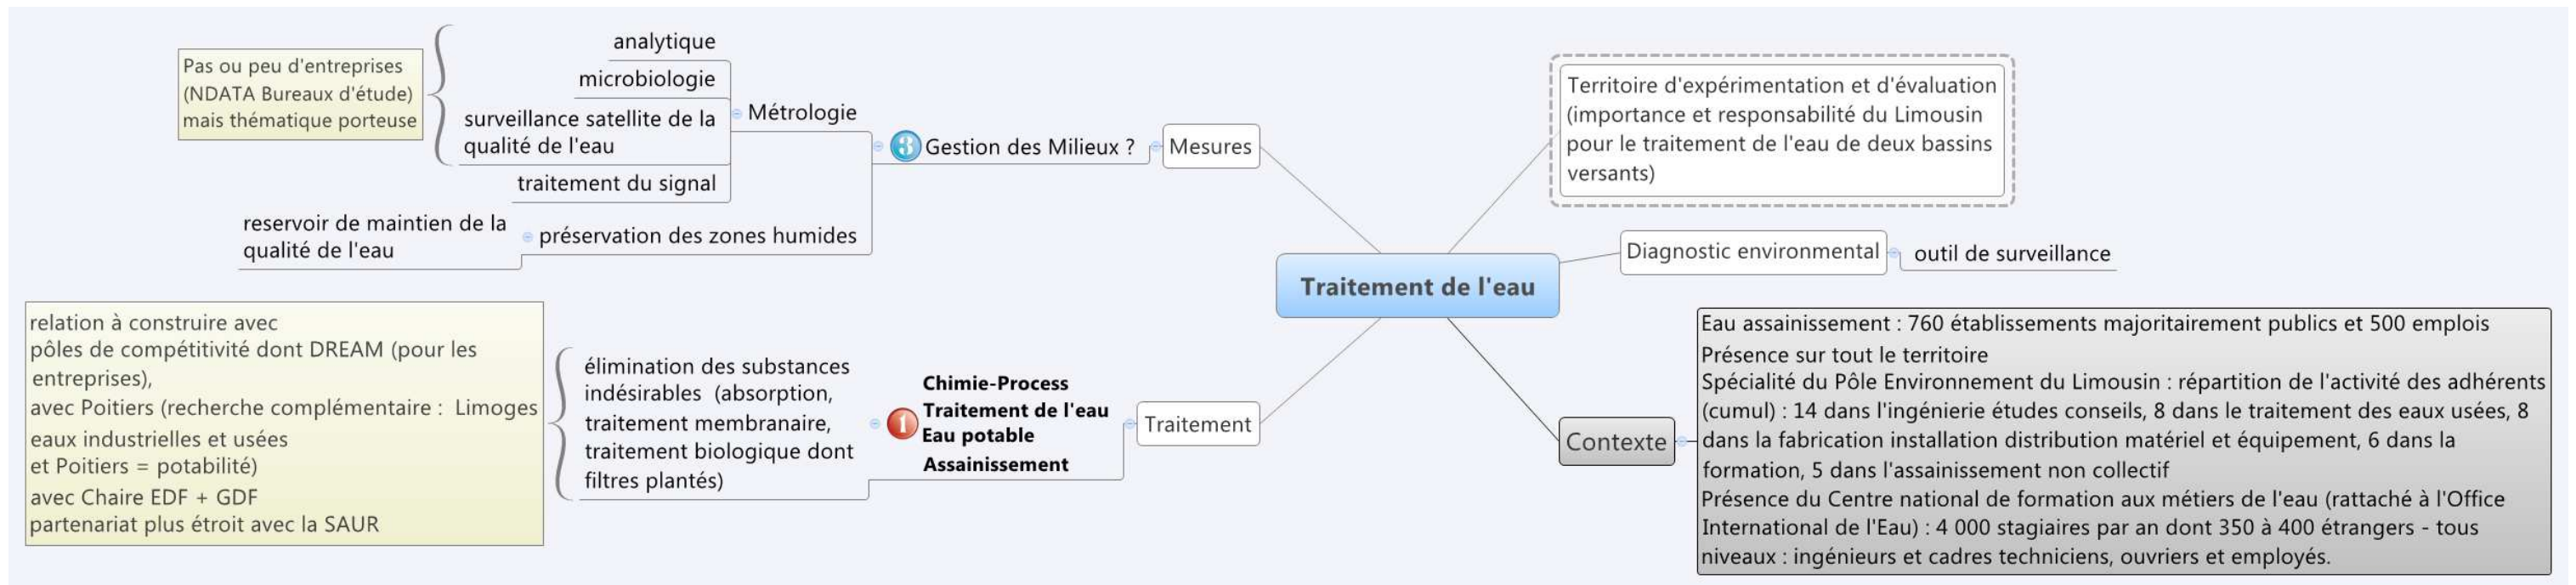 Pas ou peu d'entreprises
(NDATA Bureaux d'étude)
mais thématique porteuse
analytique
microbiologie
surveillance satellite de la
qualité de l'eau
traitement du signal
Métrologie
reservoir de maintien de la
qualité de l'eau
préservation des zones humides
3
Gestion des Milieux ?
Mesures
relation à construire avec
pôles de compétitivité dont DREAM (pour les
entreprises),
avec Poitiers (recherche complémentaire : Limoges
eaux industrielles et usées
et Poitiers = potabilité)
avec Chaire EDF + GDF
partenariat plus étroit avec la SAUR
élimination des substances
indésirables (absorption,
traitement membranaire,
traitement biologique dont
filtres plantés)
1
Chimie-Process
Traitement de l'eau
Eau potable
Assainissement
Traitement
Traitement de l'eau
Territoire d'expérimentation et d'évaluation
(importance et responsabilité du Limousin
pour le traitement de l'eau de deux bassins
versants)
Diagnostic environmental
outil de surveillance
Contexte
Eau assainissement : 760 établissements majoritairement publics et 500 emplois
Présence sur tout le territoire
Spécialité du Pôle Environnement du Limousin : répartition de l'activité des adhérents
(cumul) : 14 dans l'ingénierie études conseils, 8 dans le traitement des eaux usées, 8
dans la fabrication installation distribution matériel et équipement, 6 dans la
formation, 5 dans l'assainissement non collectif
Présence du Centre national de formation aux métiers de l'eau (rattaché à l'Office
International de l'Eau) : 4 000 stagiaires par an dont 350 à 400 étrangers - tous
niveaux : ingénieurs et cadres techniciens, ouvriers et employés.